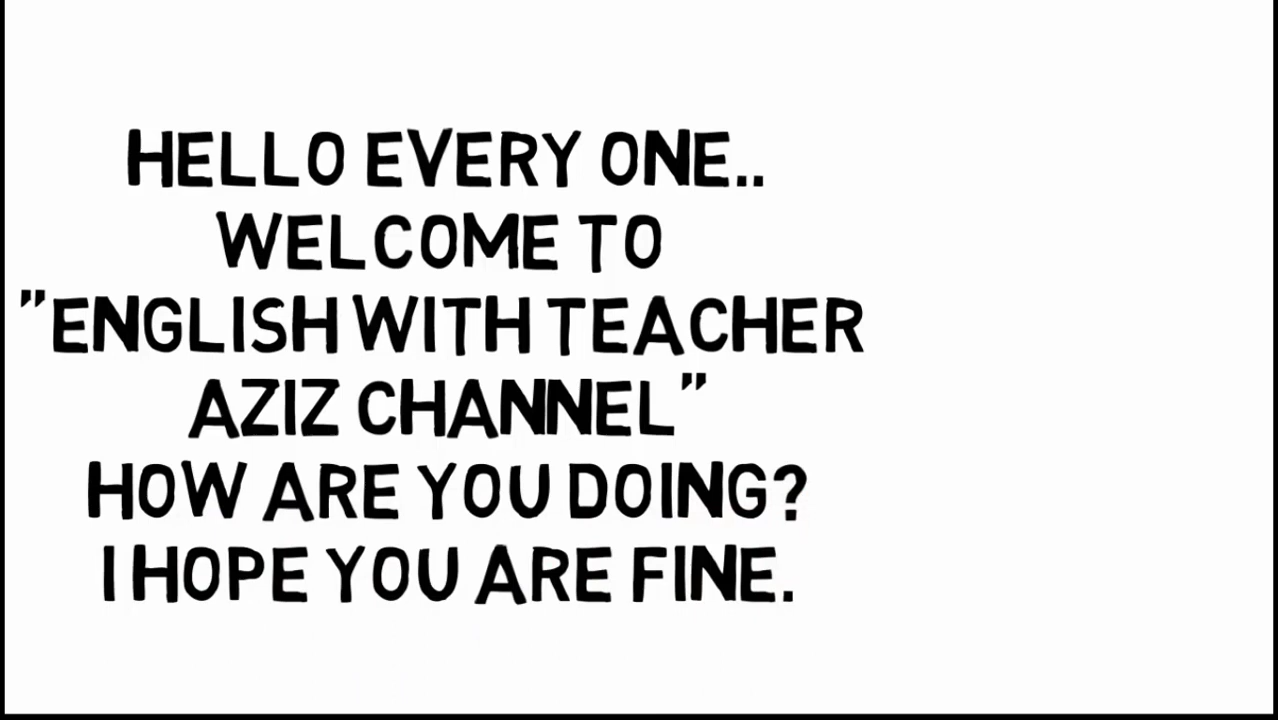 HELLO EVERY ONE..
WELCOME TO
"ENGLISH WITH TEACHER
AZIZ CHANNEL"
HOW ARE YOU DOING?
I HOPE YOU ARE FINE.